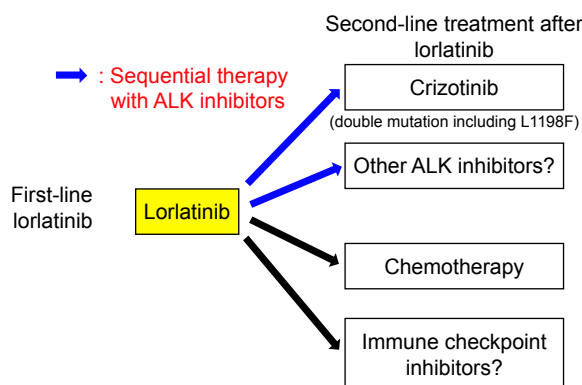 Second-line treatment after
lorlatinib
: Sequential therapy
with ALK inhibitors
Crizotinib
(double mutation including L1198F)
Other ALK inhibitors?
First-line
lorlatinib
Lorlatinib
Chemotherapy
Immune checkpoint
inhibitors?